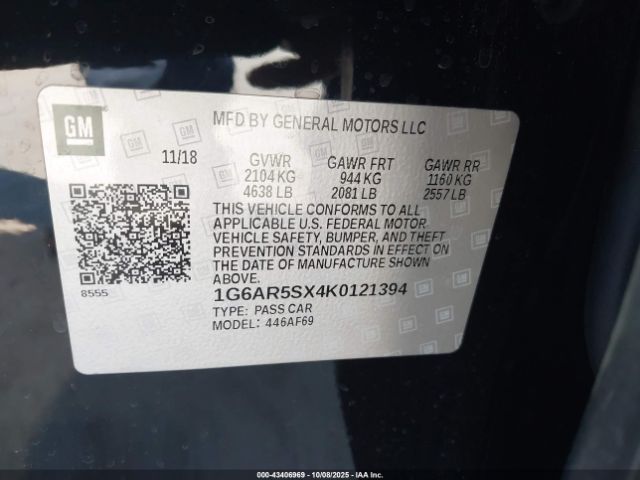 GM
MFD BY GENERAL MOTORS LLC
11/18 GVWR GAWR FRT GAWR RR
2104 KG 944 KG 1160 KG
4638 LB 2081 LB 2557 LB
THIS VEHICLE CONFORMS TO ALL
APPLICABLE U.S. FEDERAL MOTOR
VEHICLE SAFETY, BUMPER, AND THEFT
PREVENTION STANDARDS IN EFFECT ON
THE DATE OF MANUFACTURE SHOWN
ABOVE.
8555
1G6AR5SX4K0121394
TYPE: PASS CAR
MODEL: 446AF69
000-43406969 - 10/08/2025 - IAA Inc.